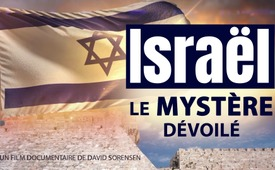 Israël
LE MYSTÈRE
DÉVOILÉ
UN FILM DOCUMENTAIRE DE DAVID SORENSEN